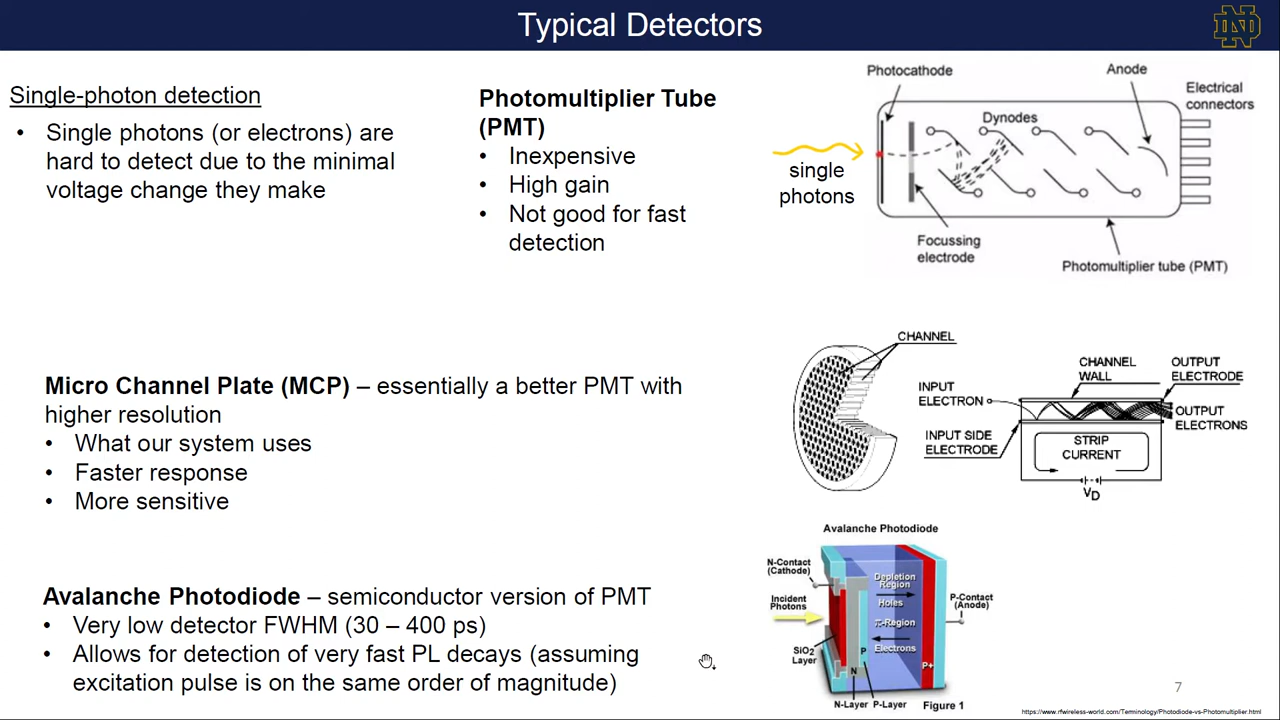 Typical Detectors
Single-photon detection
• Single photons (or electrons) are
hard to detect due to the minimal
voltage change they make
Photomultiplier Tube
(PMT)
• Inexpensive
• High gain
• Not good for fast
detection
single
photons
Photocathode
Anode
Electrical
connectors
Dynodes
Focussing
electrode
Photomultiplier tube (PMT)
Micro Channel Plate (MCP) – essentially a better PMT with
higher resolution
• What our system uses
• Faster response
• More sensitive
CHANNEL
CHANNEL
WALL
OUTPUT
ELECTRODE
INPUT
ELECTRON
OUTPUT
ELECTRONS
INPUT SIDE
ELECTRODE
STRIP
CURRENT
VD
Avalanche Photodiode – semiconductor version of PMT
• Very low detector FWHM (30 – 400 ps)
• Allows for detection of very fast PL decays (assuming
excitation pulse is on the same order of magnitude)
Avalanche Photodiode
N-Contact
(Cathode)
Incident
Photons
SiO2
Layer
Depletion
Region
Holes
π-Region
Electrons
P-Contact
(Anode)
P
N
P+
N-Layer P-Layer
Figure 1
7
https://www.rfwireless-world.com/Terminology/Photodiode-vs-Photomultiplier.html